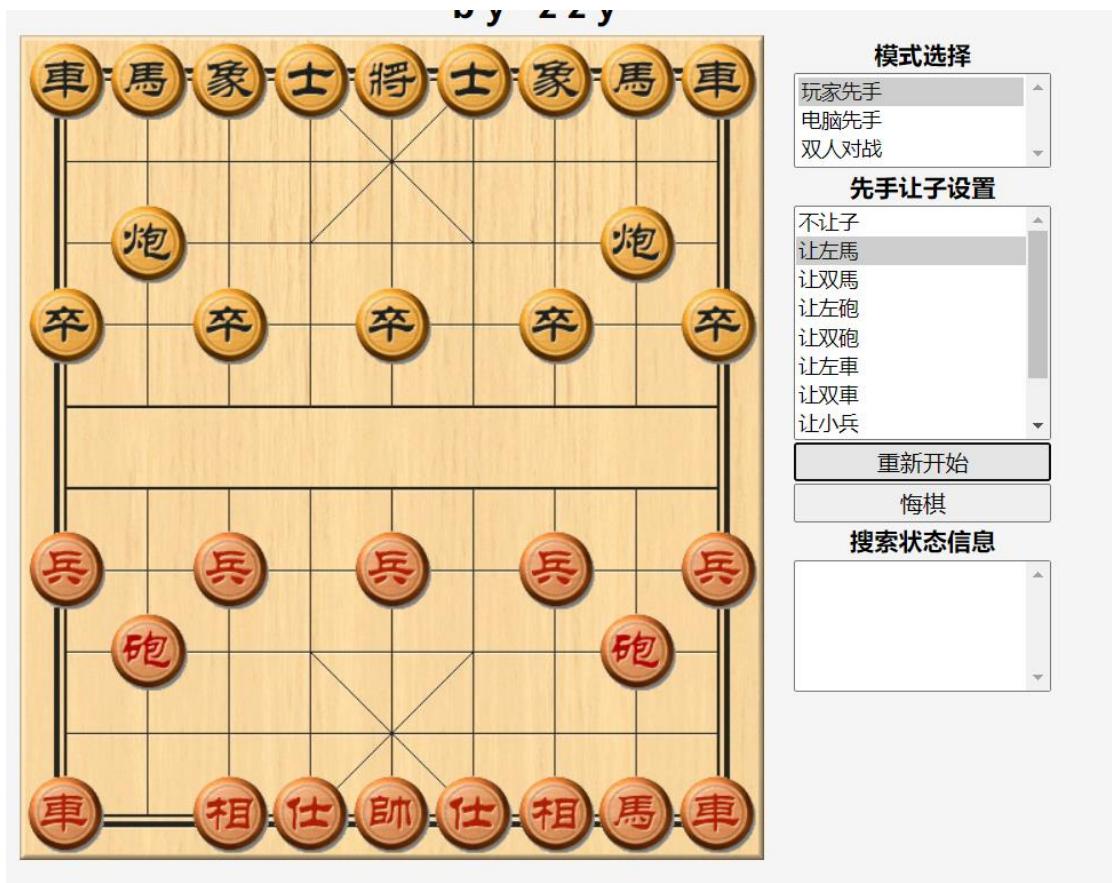 by zzy
車馬象士將士象馬車
炮炮
卒卒卒卒卒
兵兵兵兵兵
砲砲
車相仕帥仕相馬車
模式选择
玩家先手
电脑先手
双人对战
先手让子设置
不让子
让左馬
让双馬
让左砲
让双砲
让左車
让双車
让小兵
重新开始
悔棋
搜索状态信息